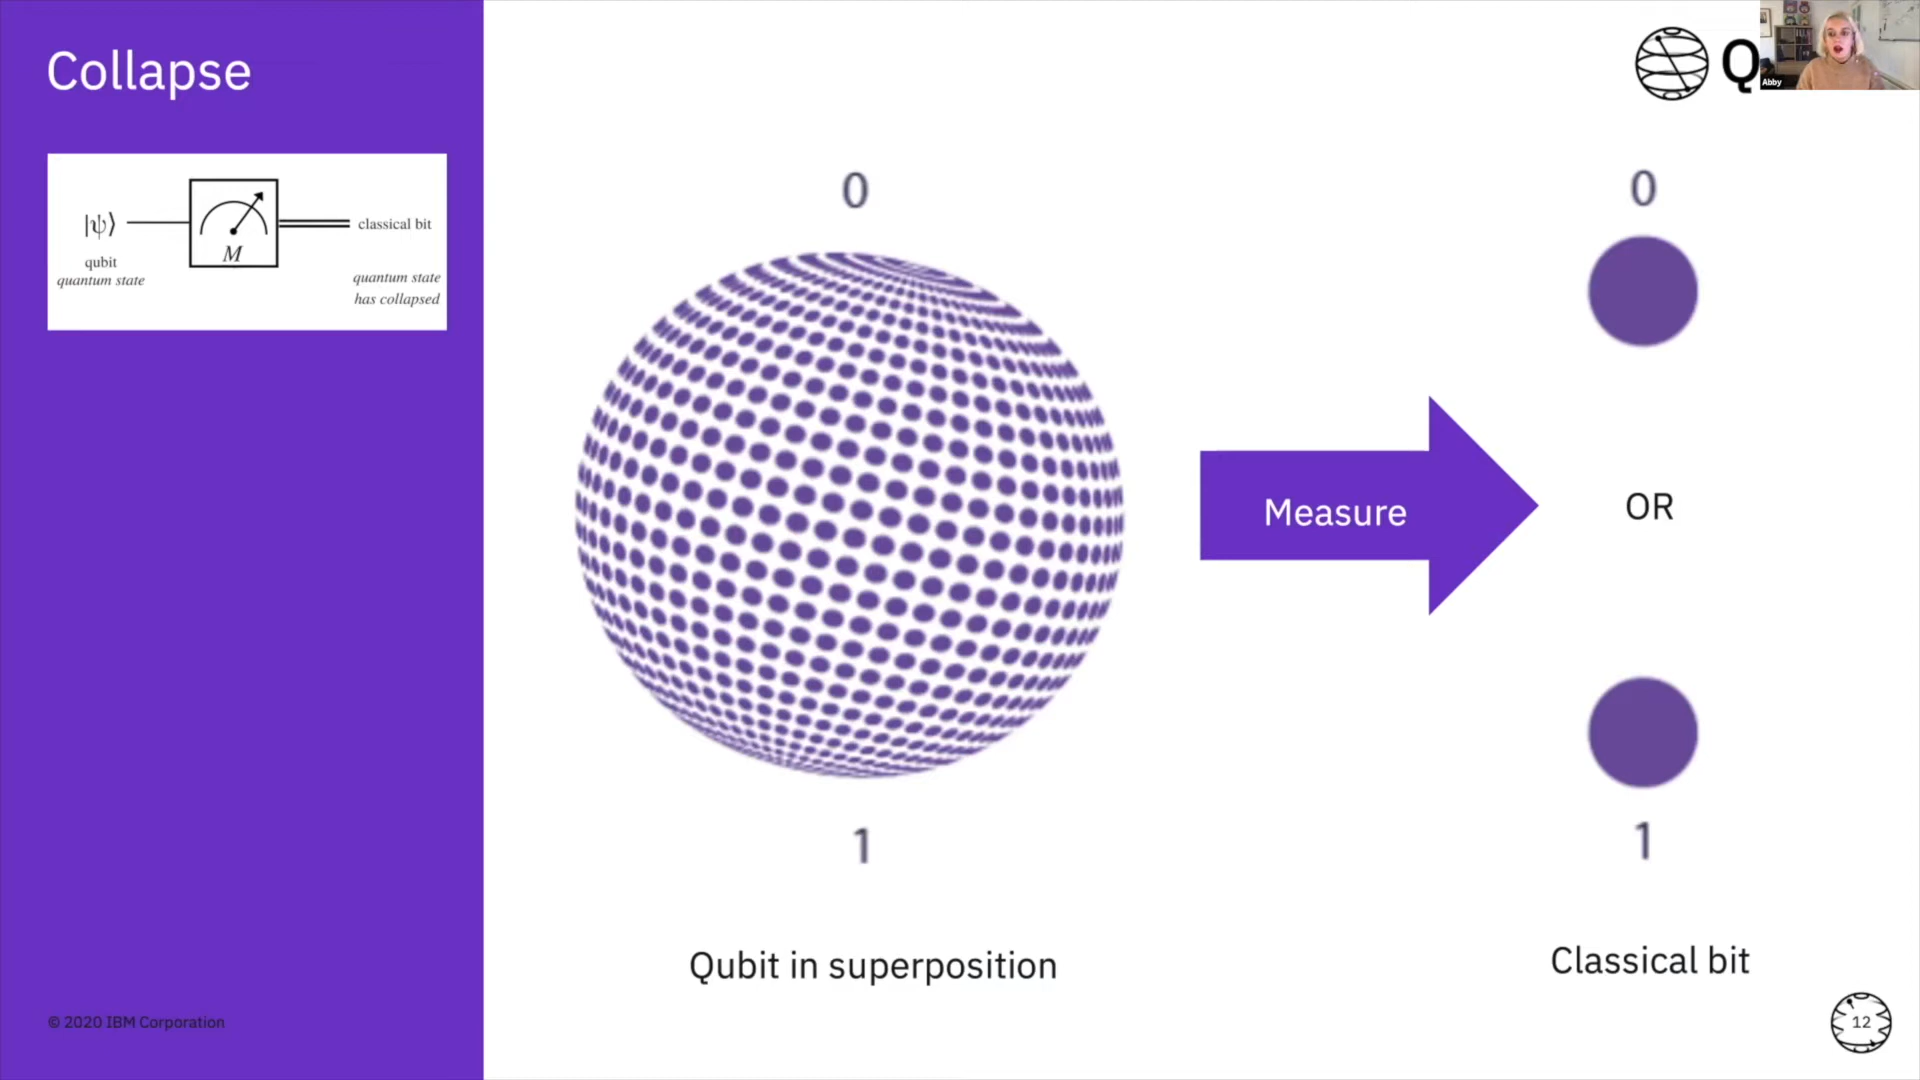 Collapse
|ψ⟩
M
classical bit
qubit
quantum state
quantum state
has collapsed
© 2020 IBM Corporation
0
1
Qubit in superposition
Measure
Q
Abby
0
OR
1
Classical bit
12